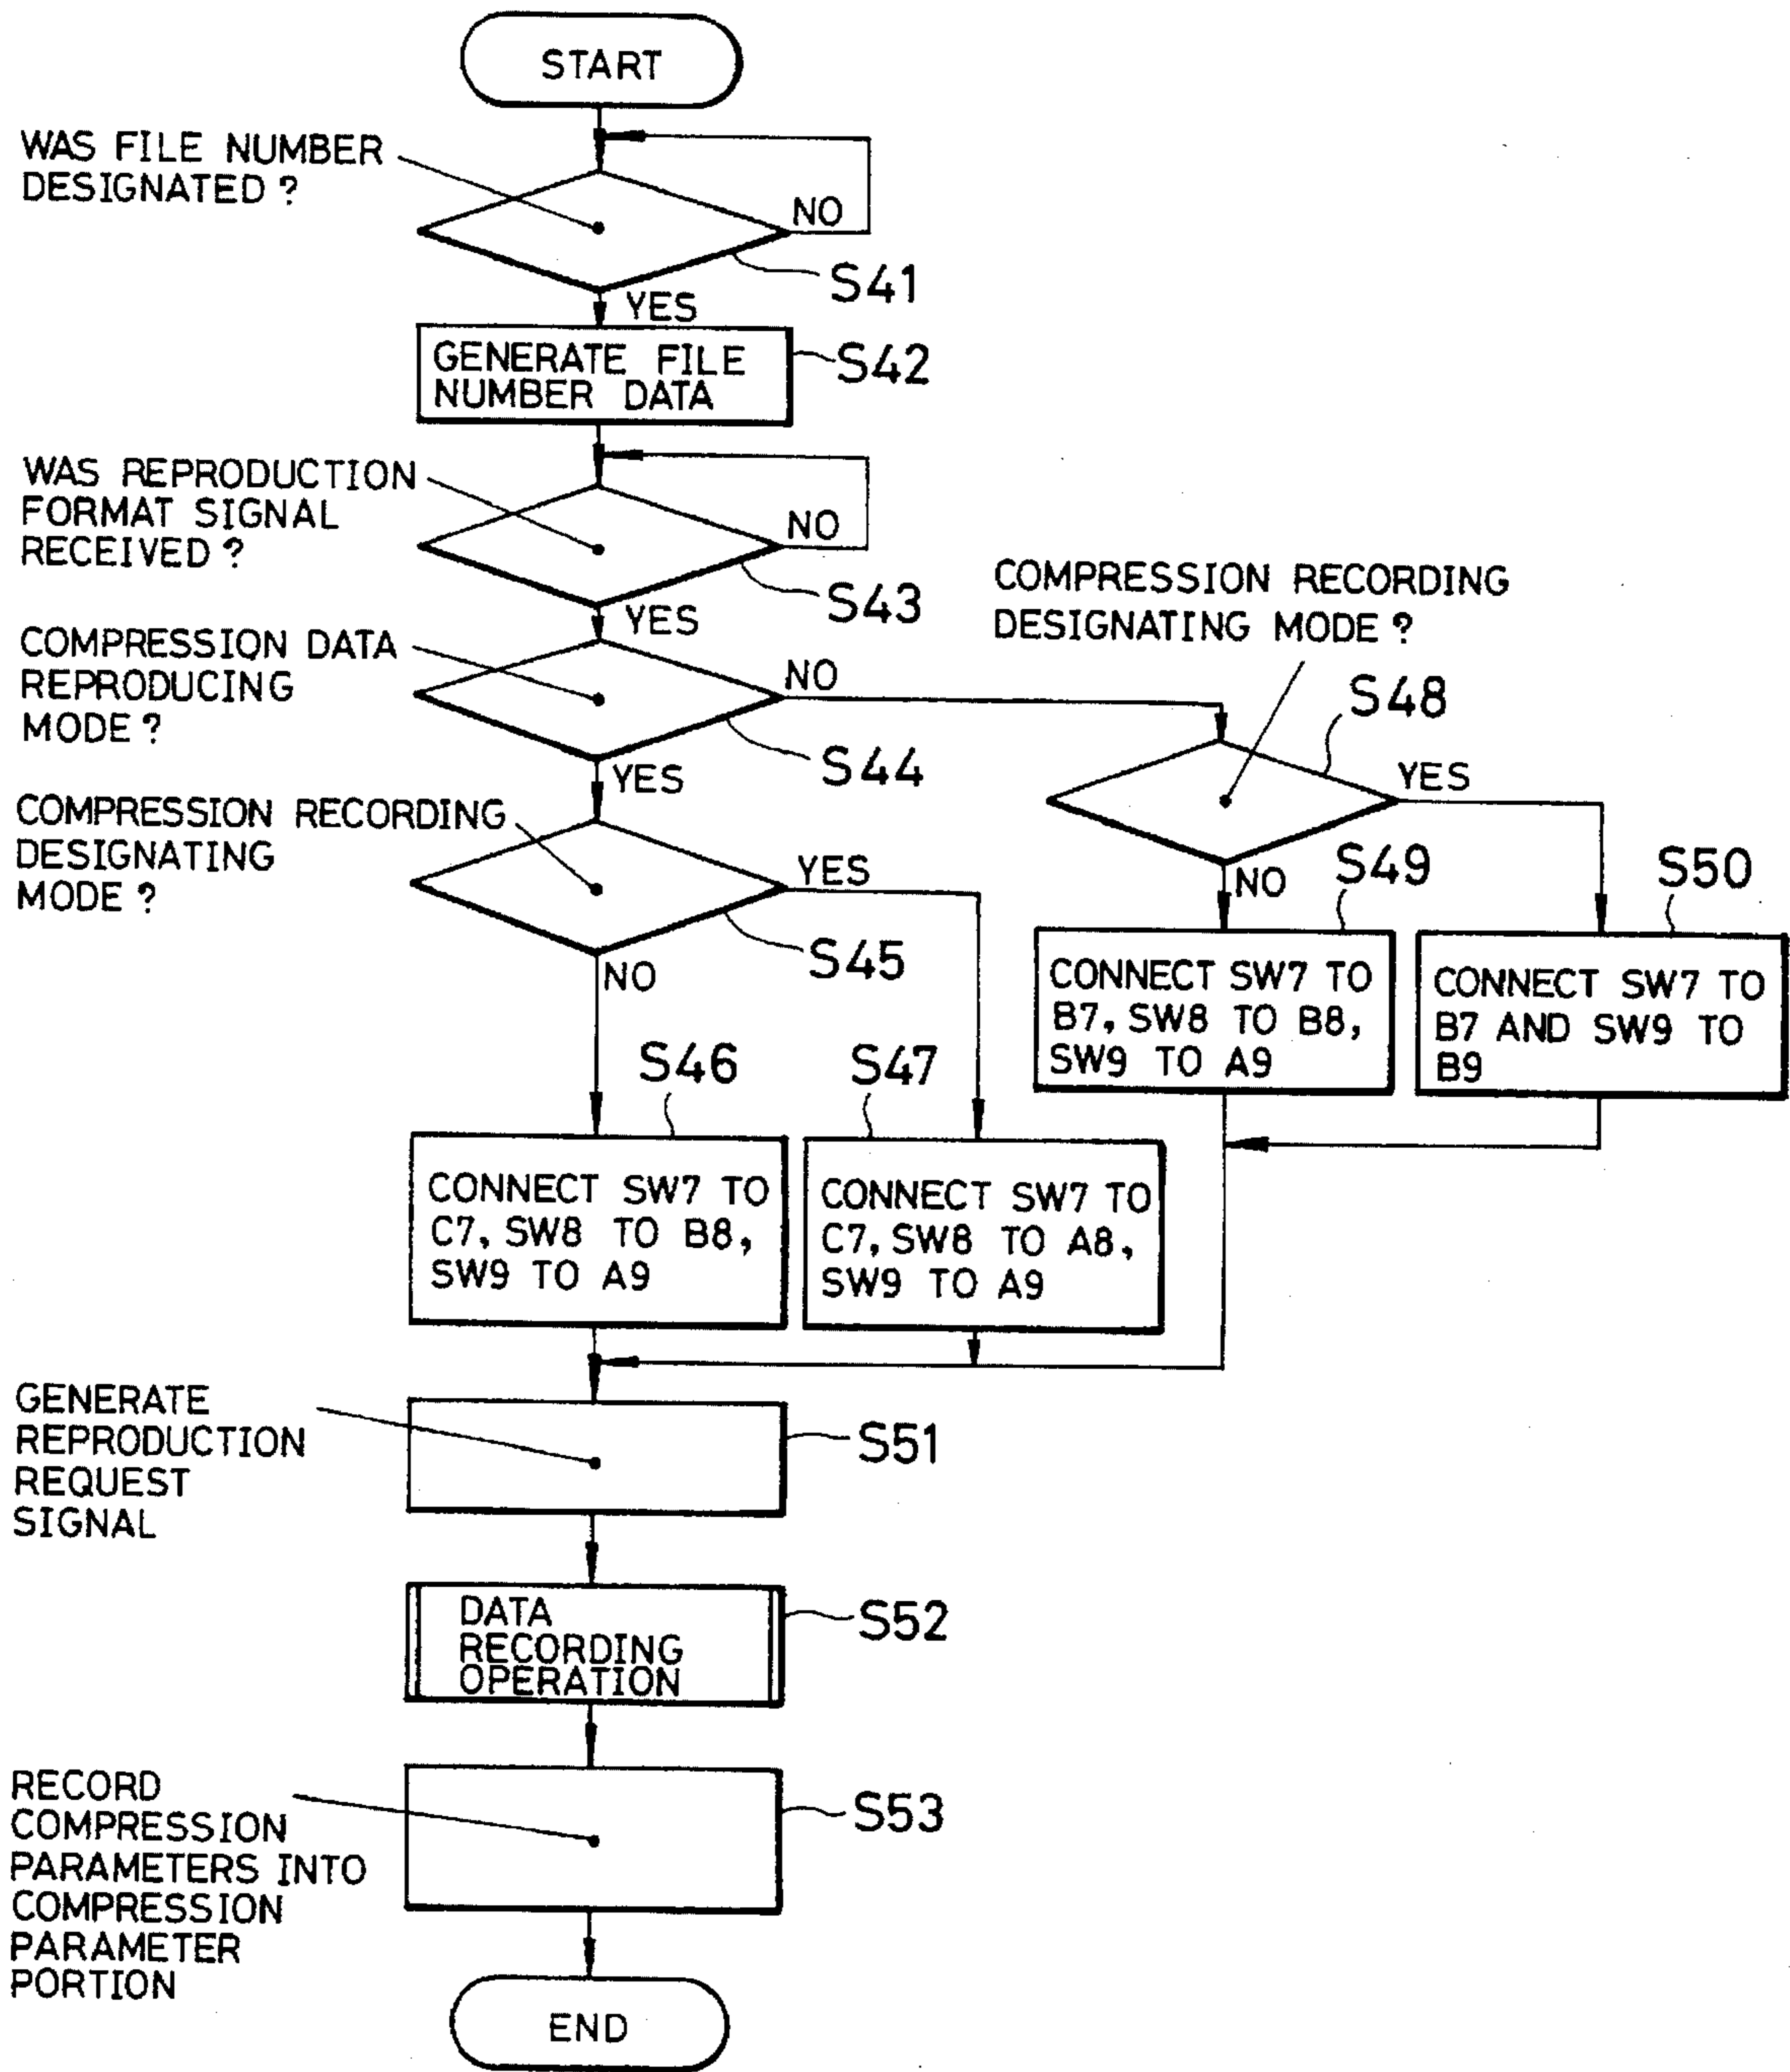 START
WAS FILE NUMBER
DESIGNATED ?
NO
S41
YES
GENERATE FILE
NUMBER DATA
S42
WAS REPRODUCTION
FORMAT SIGNAL
RECEIVED ?
NO
S43
YES
COMPRESSION DATA
REPRODUCING
MODE ?
NO
S44
YES
COMPRESSION RECORDING
DESIGNATING MODE ?
S48
YES
NO
COMPRESSION RECORDING
DESIGNATING
MODE ?
YES
S45
NO
S49
CONNECT SW7 TO
B7, SW8 TO B8,
SW9 TO A9
S50
CONNECT SW7 TO
B7 AND SW9 TO
B9
S46
CONNECT SW7 TO
C7, SW8 TO B8,
SW9 TO A9
S47
CONNECT SW7 TO
C7, SW8 TO A8,
SW9 TO A9
GENERATE
REPRODUCTION
REQUEST
SIGNAL
S51
DATA
RECORDING
OPERATION
S52
RECORD
COMPRESSION
PARAMETERS INTO
COMPRESSION
PARAMETER
PORTION
S53
END